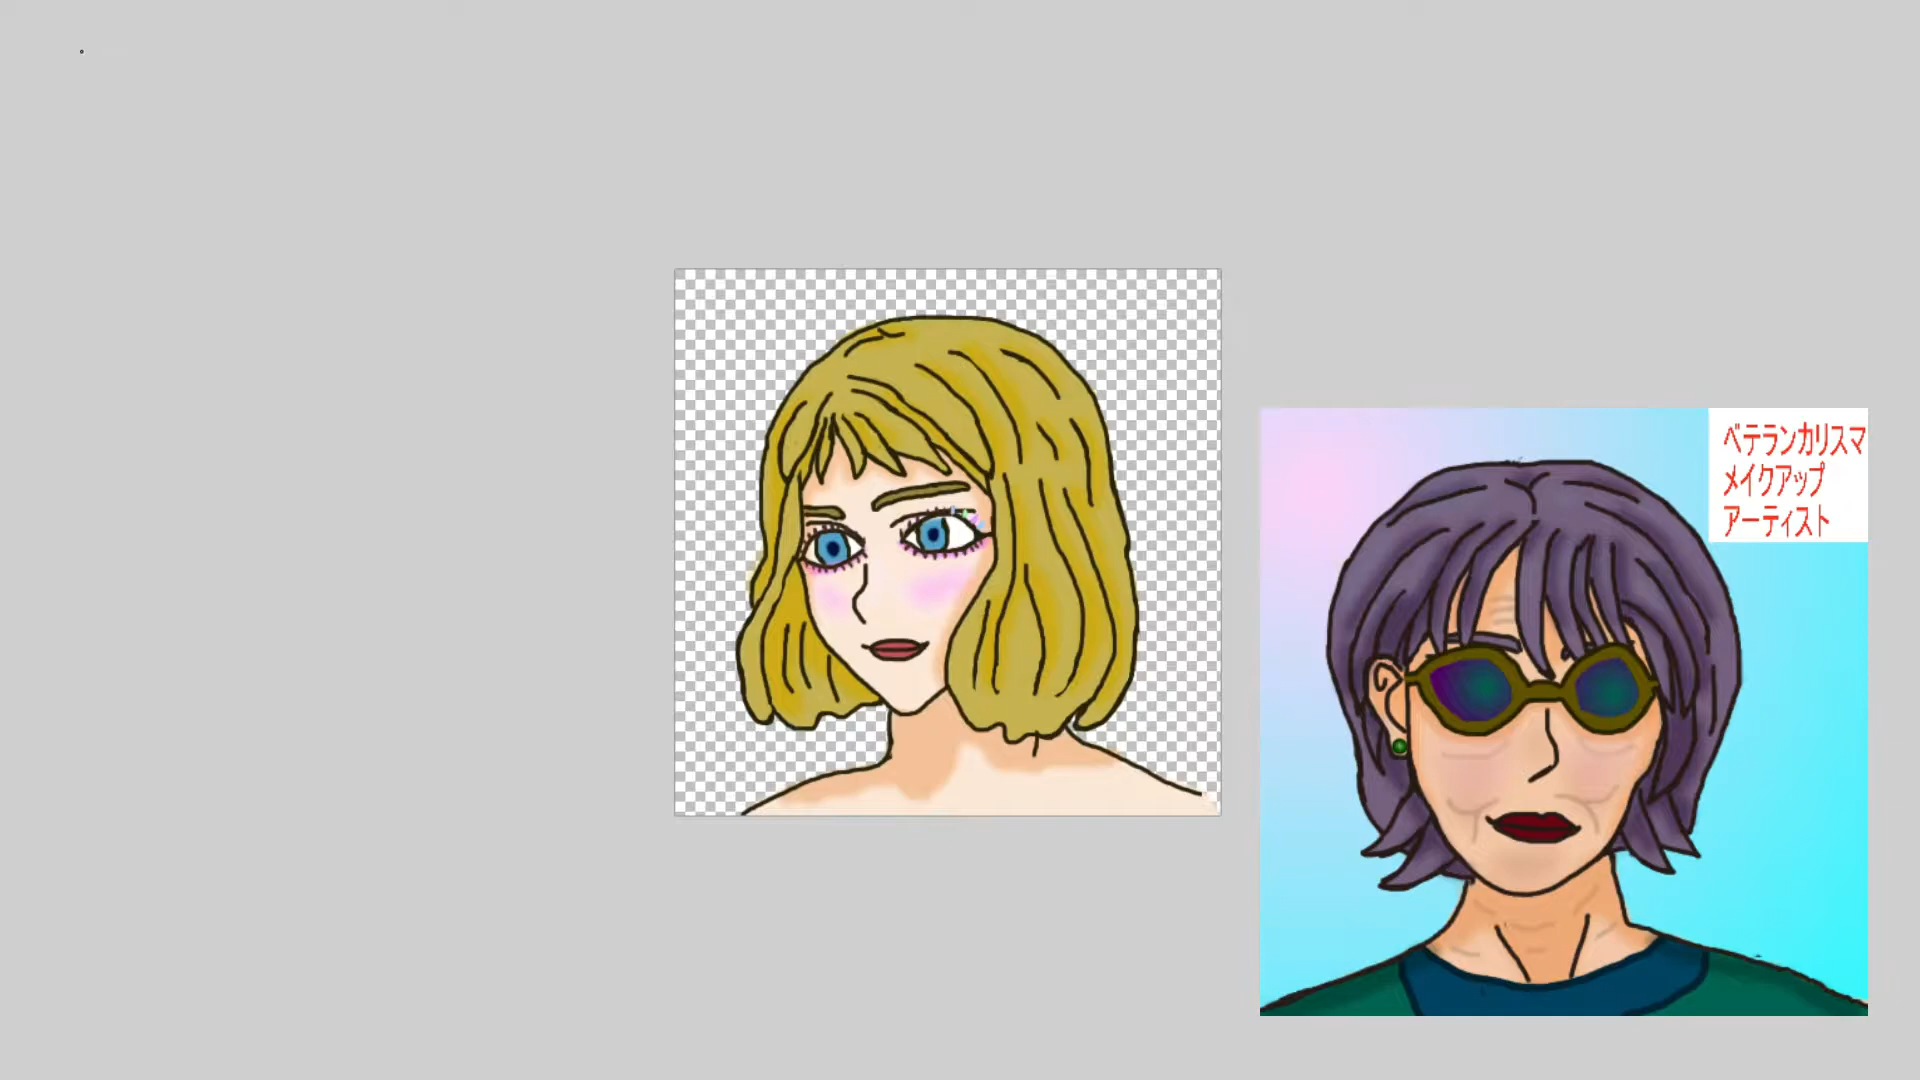 ベテランカリスマ
メイクアップ
アーティスト